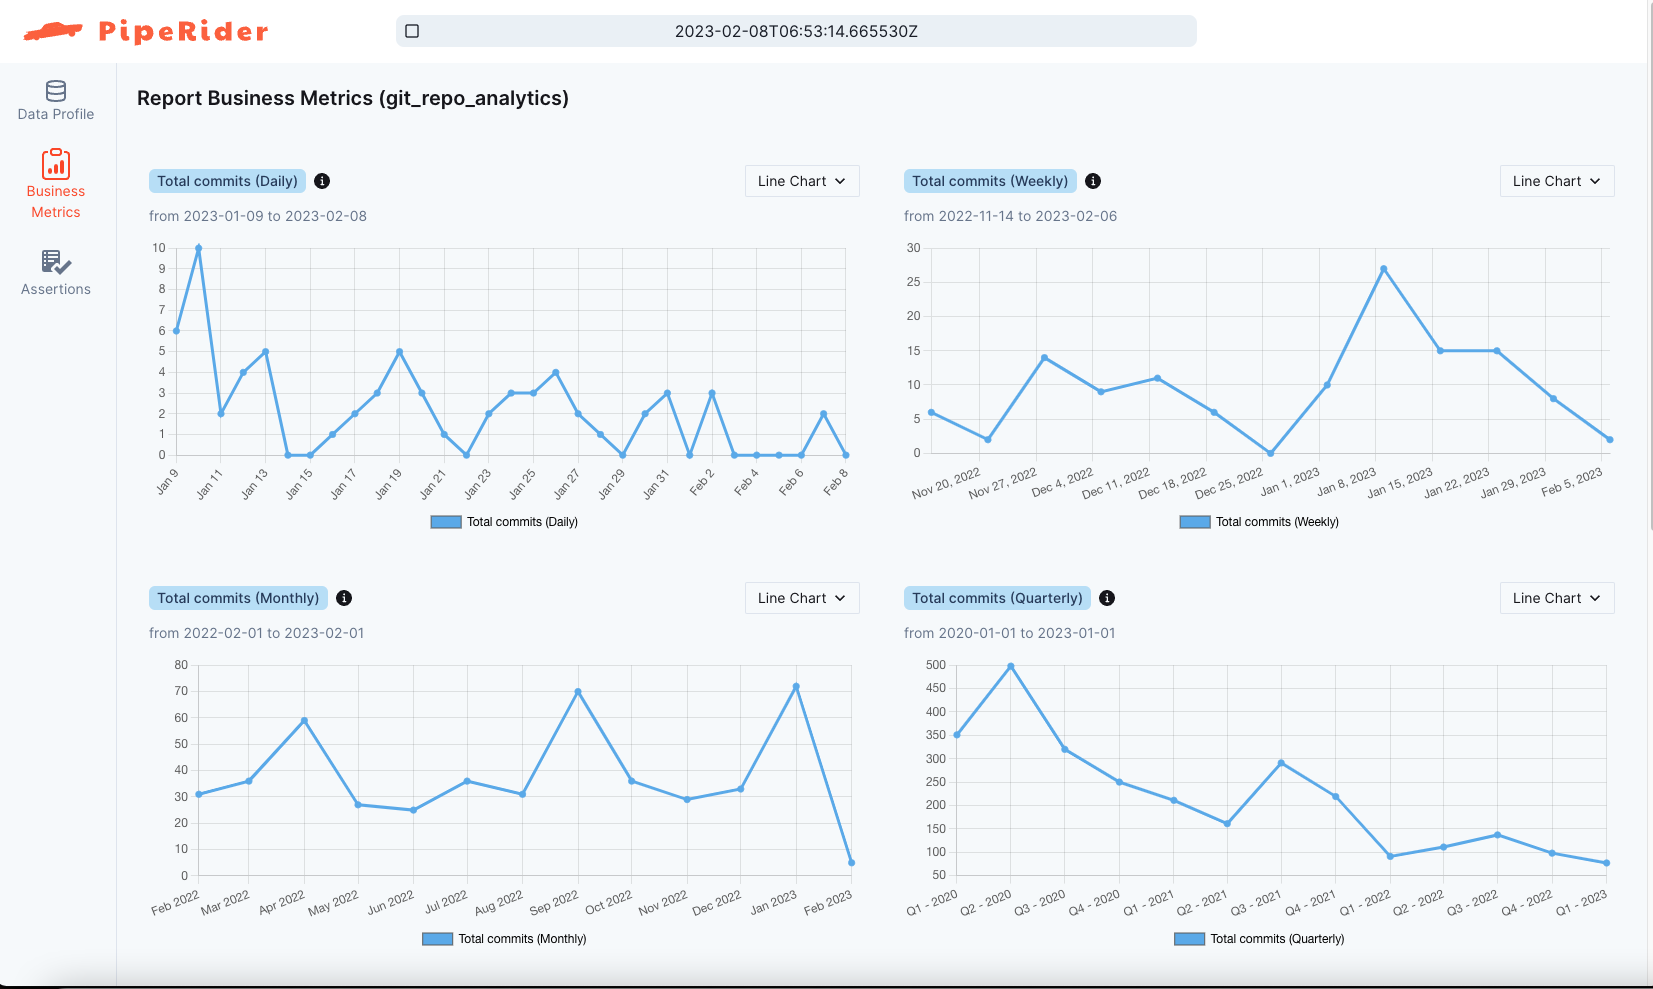 PipeRider
2023-02-08T06:53:14.665530Z
Data Profile
Business
Metrics
Assertions
Report Business Metrics (git_repo_analytics)
Total commits (Daily)
Line Chart
from 2023-01-09 to 2023-02-08
10
9
8
7
6
5
4
3
2
1
0
Jan 9
Jan 11
Jan 13
Jan 15
Jan 17
Jan 19
Jan 21
Jan 23
Jan 25
Jan 27
Jan 29
Jan 31
Feb 2
Feb 4
Feb 6
Feb 8
Total commits (Daily)
Total commits (Weekly)
Line Chart
from 2022-11-14 to 2023-02-06
30
25
20
15
10
5
0
Nov 20, 2022
Nov 27, 2022
Dec 4, 2022
Dec 11, 2022
Dec 18, 2022
Dec 25, 2022
Jan 1, 2023
Jan 8, 2023
Jan 15, 2023
Jan 22, 2023
Jan 29, 2023
Feb 5, 2023
Total commits (Weekly)
Total commits (Monthly)
Line Chart
from 2022-02-01 to 2023-02-01
80
70
60
50
40
30
20
10
0
Feb 2022
Mar 2022
Apr 2022
May 2022
Jun 2022
Jul 2022
Aug 2022
Sep 2022
Oct 2022
Nov 2022
Dec 2022
Jan 2023
Feb 2023
Total commits (Monthly)
Total commits (Quarterly)
Line Chart
from 2020-01-01 to 2023-01-01
500
450
400
350
300
250
200
150
100
50
Q1 - 2020
Q2 - 2020
Q3 - 2020
Q4 - 2020
Q1 - 2021
Q2 - 2021
Q3 - 2021
Q4 - 2021
Q1 - 2022
Q2 - 2022
Q3 - 2022
Q4 - 2022
Q1 - 2023
Total commits (Quarterly)